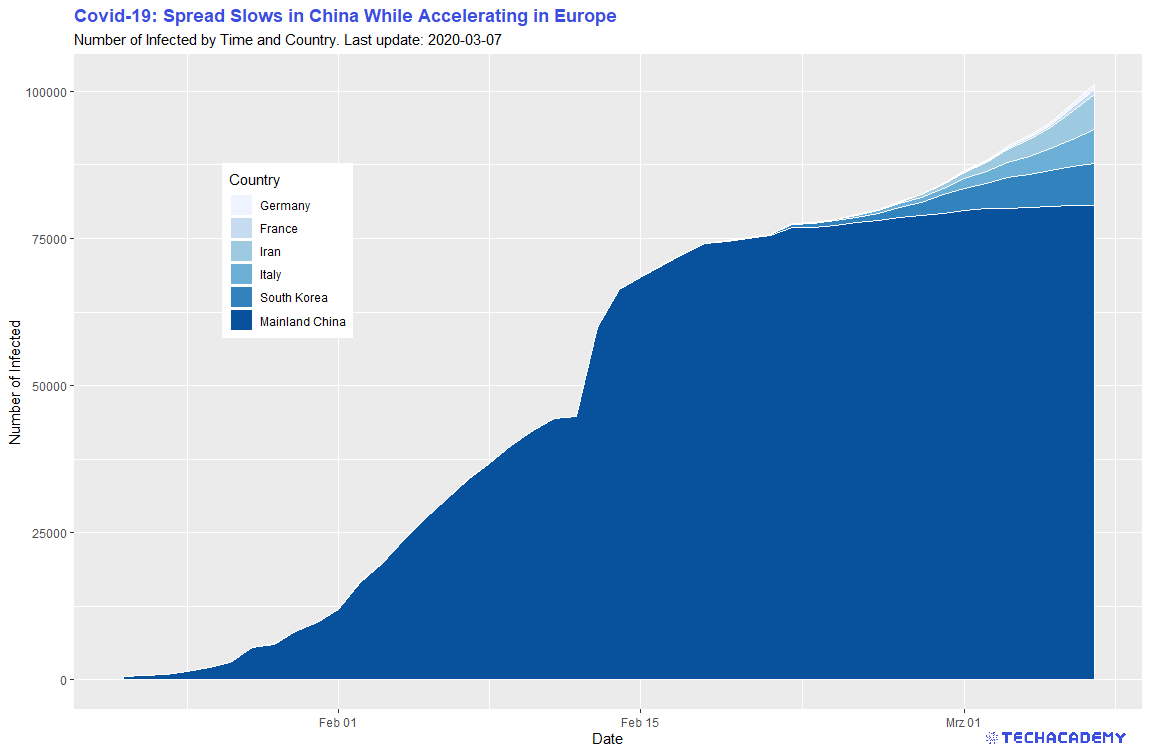 Covid-19: Spread Slows in China While Accelerating in Europe
Number of Infected by Time and Country. Last update: 2020-03-07
100000
75000
50000
25000
0
Number of Infected
Country
Germany
France
Iran
Italy
South Korea
Mainland China
Feb 01
Feb 15
Mrz 01
Date
TECHACADEMY